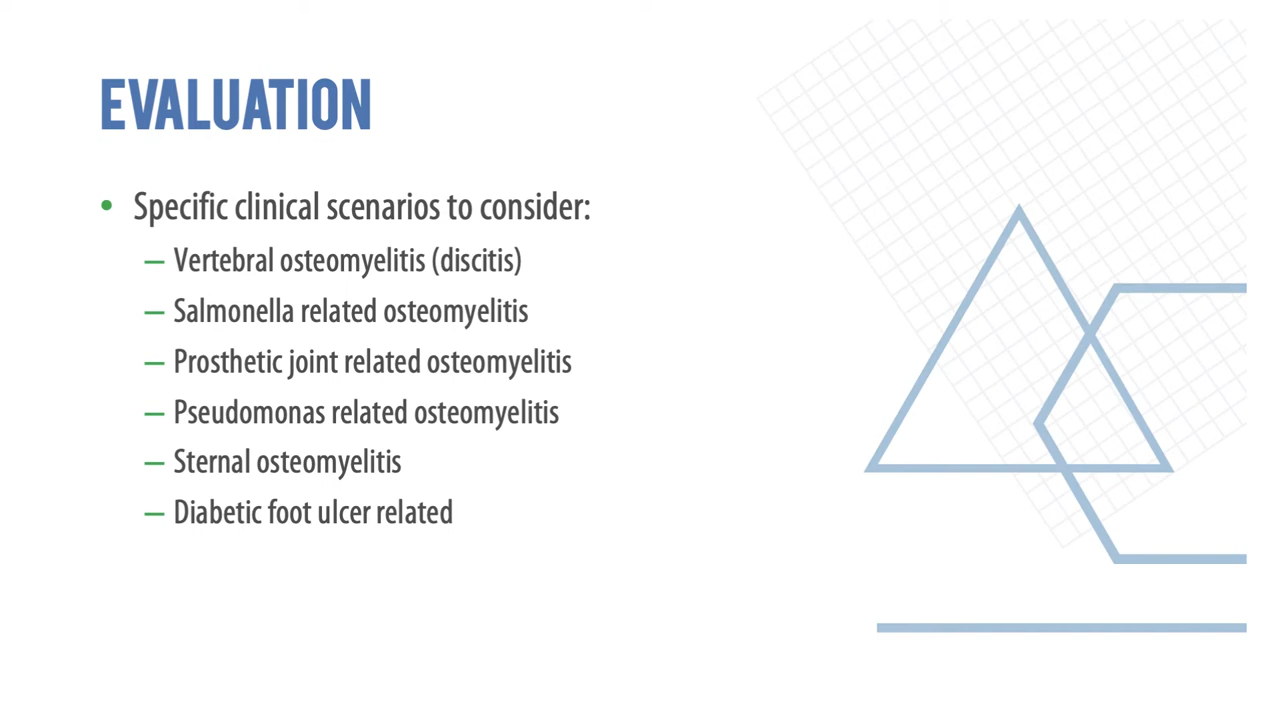 EVALUATION
• Specific clinical scenarios to consider:
– Vertebral osteomyelitis (discitis)
– Salmonella related osteomyelitis
– Prosthetic joint related osteomyelitis
– Pseudomonas related osteomyelitis
– Sternal osteomyelitis
– Diabetic foot ulcer related